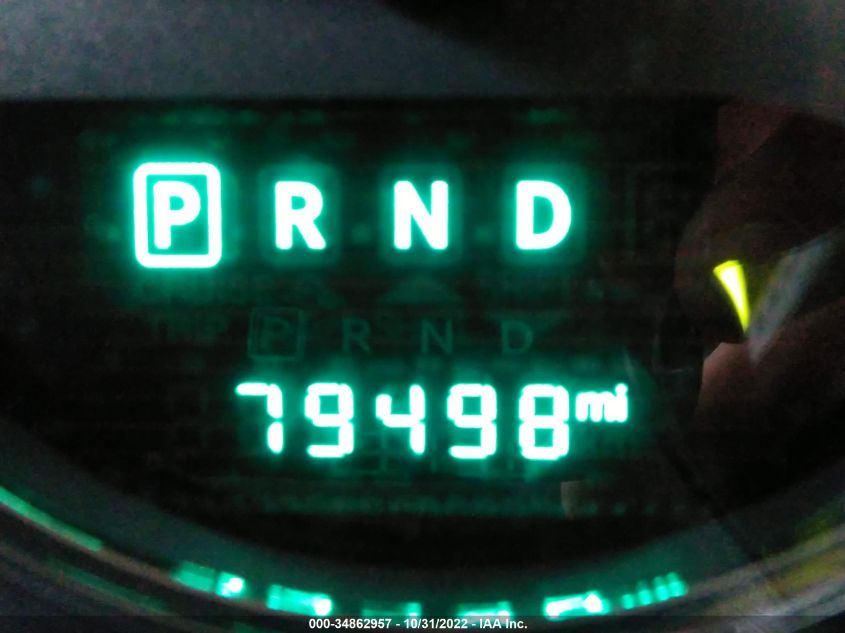 P R N D
P R N D
79498 mi
000-34862957 - 10/31/2022 - IAA Inc.